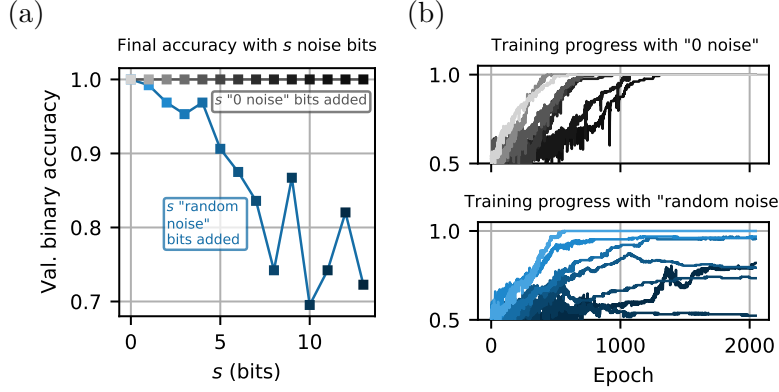 (a)
Final accuracy with s noise bits
Val. binary accuracy
1.0
0.9
0.8
0.7
s "0 noise" bits added
s "random
noise"
bits added
0
5
10
s (bits)
(b)
Training progress with "0 noise"
1.0
0.5
Training progress with "random noise
1.0
0.5
0
1000
2000
Epoch